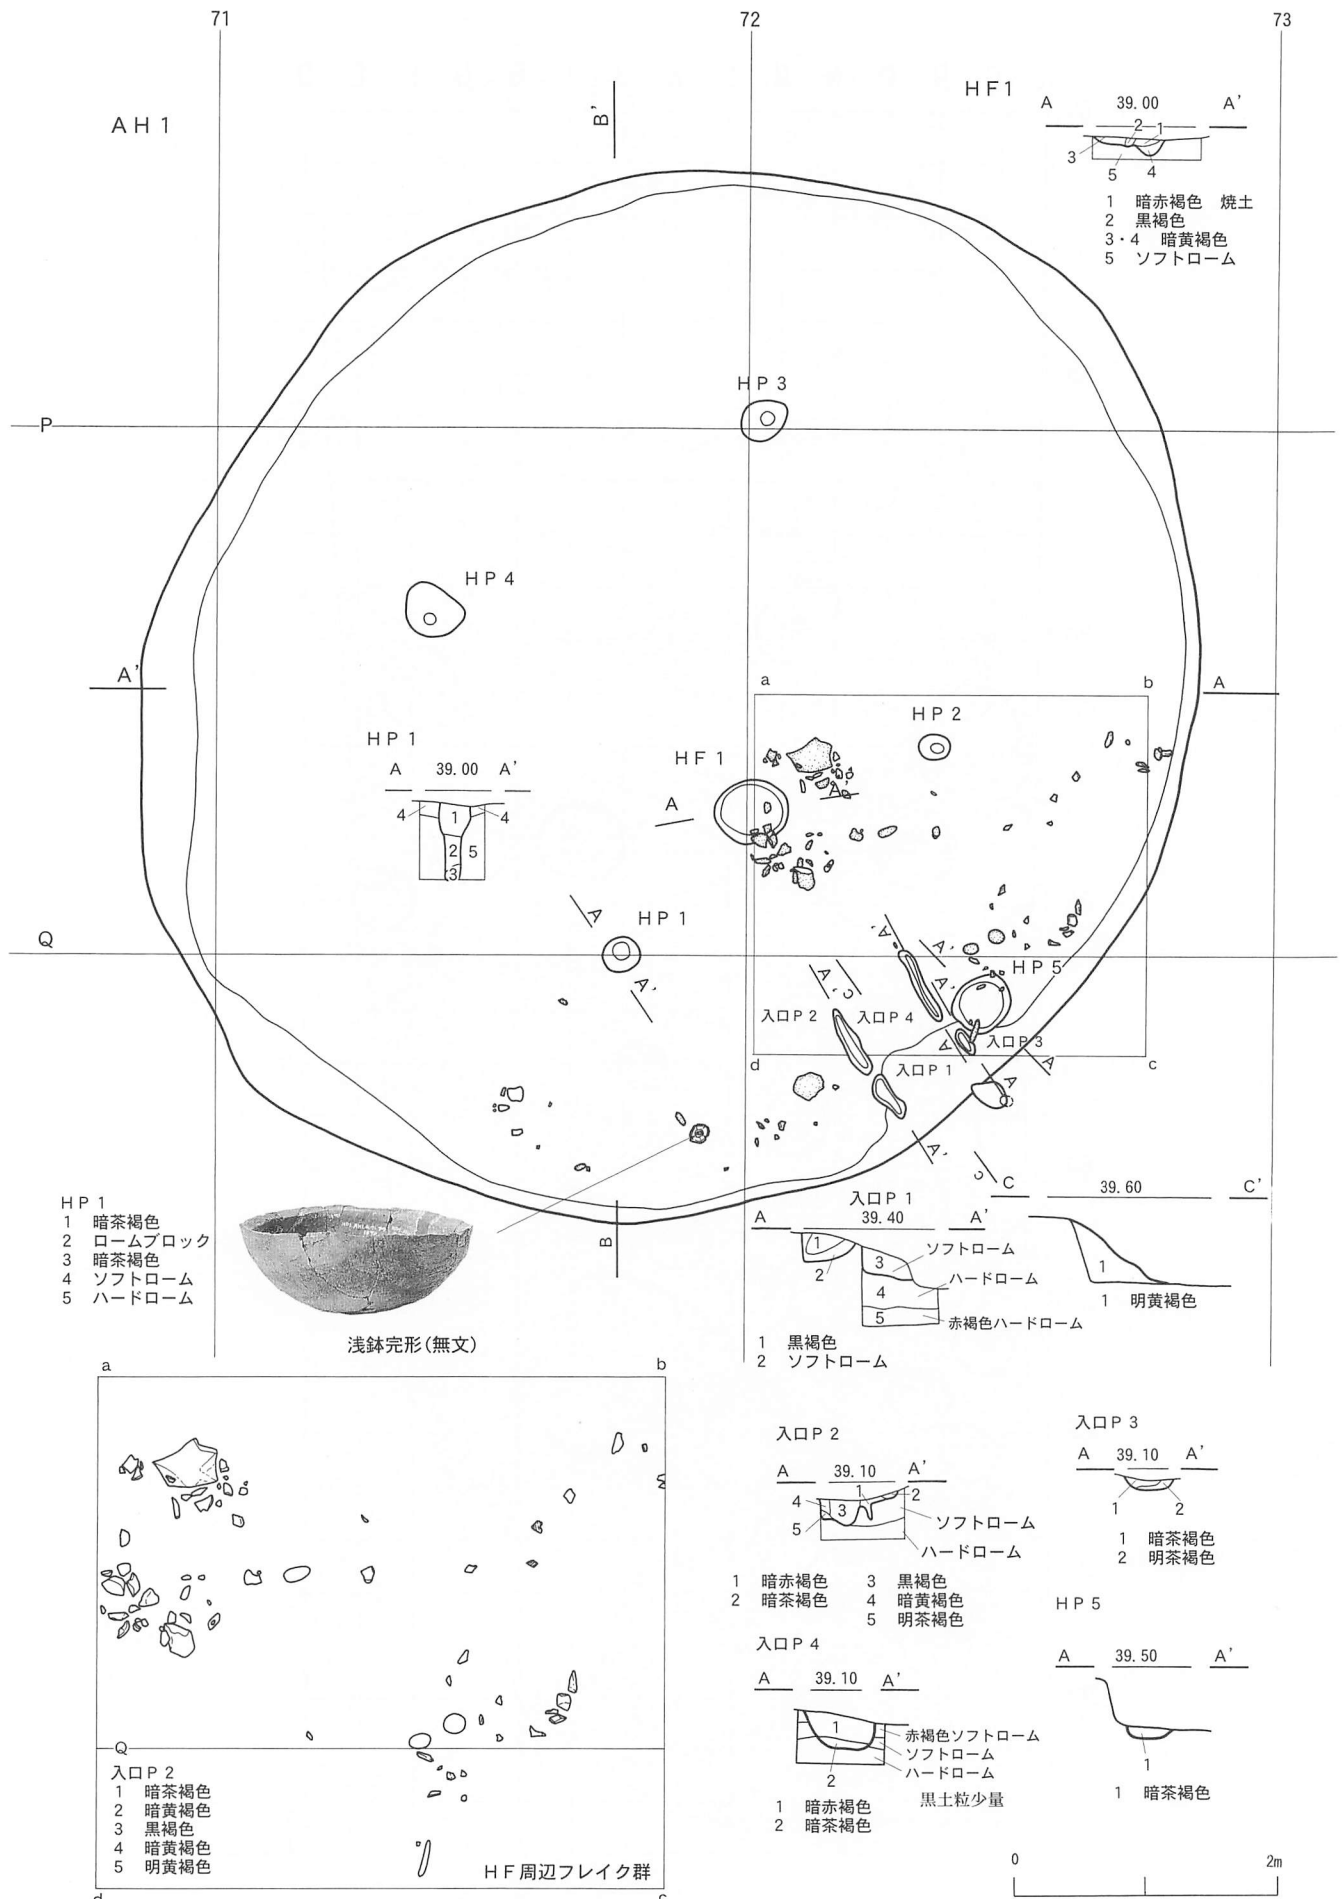 71 72 73
AH1
B'
HF1
A 39.00 A'
2 1
3
5 4
1 暗赤褐色 焼土
2 黒褐色
3・4 暗黄褐色
5 ソフトローム
HP3
P
HP4
A'
a b
A
HP2
HP1
HF1
A 39.00 A'
A A'
4 1 4
2 5
3
A
HP1
Q
A'
A' A'
HP5
A' C' A'
入口P2 入口P4
A 入口P3
d 入口P1 A c
A
A'
C
HP1
1 暗茶褐色
2 ロームブロック
3 暗茶褐色
4 ソフトローム
5 ハードローム
B
浅鉢完形(無文)
入口P1
A 39.40 A'
1 ソフトローム
2 3
4 ハードローム
5 赤褐色ハードローム
1 黒褐色
2 ソフトローム
C 39.60 C'
1
1 明黄褐色
a b
Q
入口P2
1 暗茶褐色
2 暗黄褐色
3 黒褐色
4 暗黄褐色
5 明黄褐色
HF周辺フレイク群
d c
入口P2
A 39.10 A'
1 2
4 3
5
ソフトローム
ハードローム
1 暗赤褐色 3 黒褐色
2 暗茶褐色 4 暗黄褐色
5 明茶褐色
入口P3
A 39.10 A'
1 2
1 暗茶褐色
2 明茶褐色
入口P4
A 39.10 A'
1 赤褐色ソフトローム
ソフトローム
ハードローム
2
黒土粒少量
1 暗赤褐色
2 暗茶褐色
HP5
A 39.50 A'
1
1 暗茶褐色
0 2m